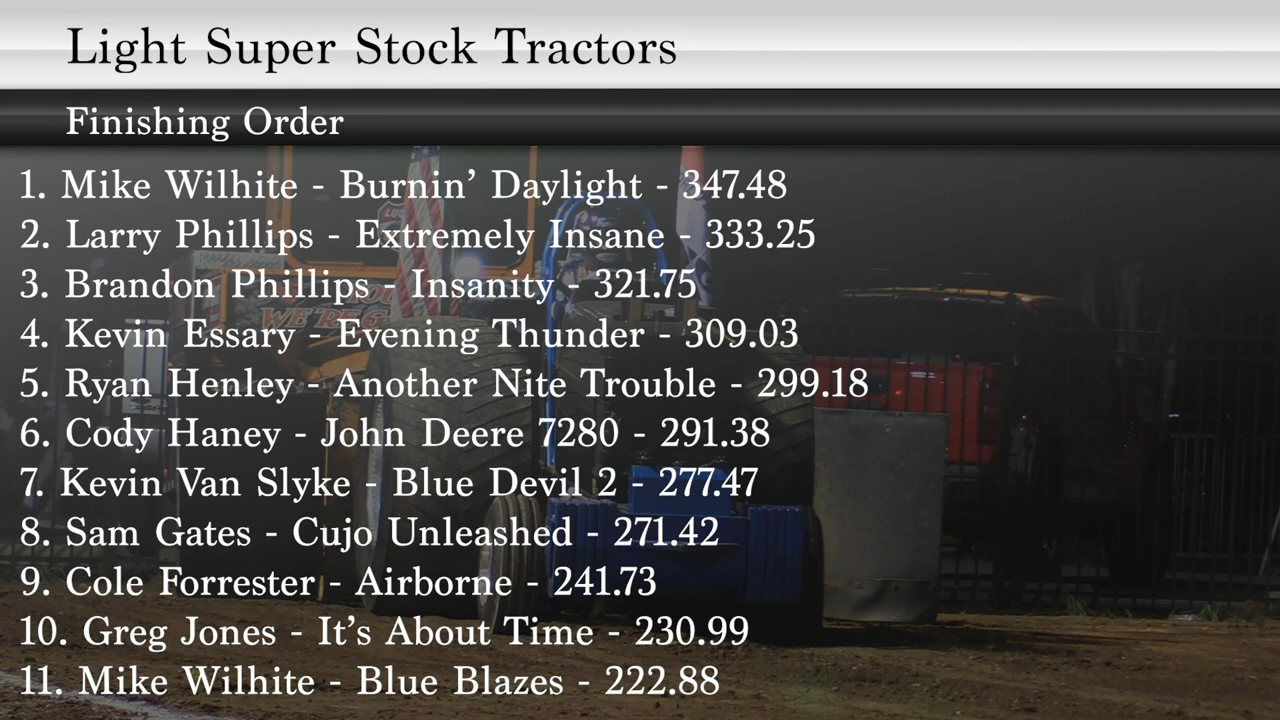 Light Super Stock Tractors
Finishing Order
1. Mike Wilhite - Burnin’ Daylight - 347.48
2. Larry Phillips - Extremely Insane - 333.25
3. Brandon Phillips - Insanity - 321.75
4. Kevin Essary - Evening Thunder - 309.03
5. Ryan Henley - Another Nite Trouble - 299.18
6. Cody Haney - John Deere 7280 - 291.38
7. Kevin Van Slyke - Blue Devil 2 - 277.47
8. Sam Gates - Cujo Unleashed - 271.42
9. Cole Forrester - Airborne - 241.73
10. Greg Jones - It’s About Time - 230.99
11. Mike Wilhite - Blue Blazes - 222.88